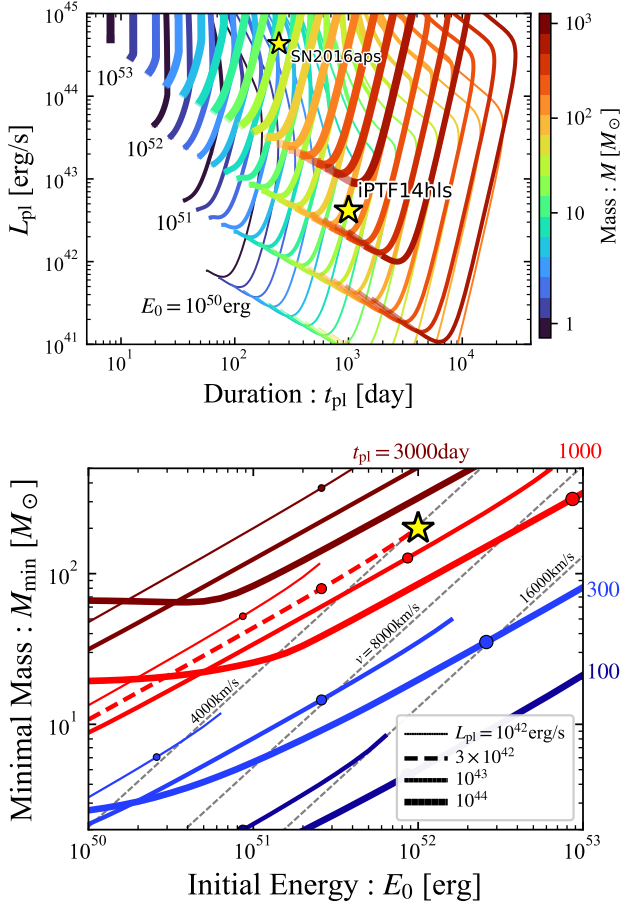 10^45
10^44
10^43
10^42
10^41
L_pl [erg/s]
10^53
10^52
10^51
E_0 = 10^50 erg
SN2016aps
iPTF14hls
10^1
10^2
10^3
10^4
Duration : t_pl [day]
10^3
10^2
10
1
Mass : M [M_⊙]
t_pl = 3000day
1000
300
100
10^2
10^1
Minimal Mass : M_min [M_⊙]
4000km/s
v = 8000km/s
16000km/s
L_pl = 10^42 erg/s
3 × 10^42
10^43
10^44
10^50
10^51
10^52
10^53
Initial Energy : E_0 [erg]